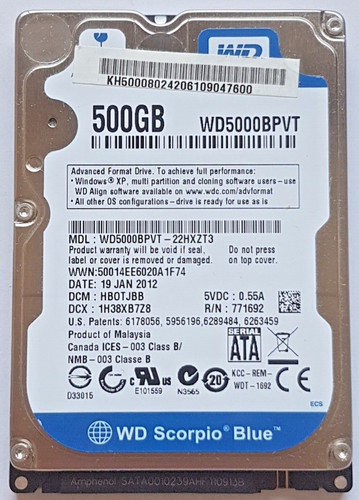 WD
KH50008024206109047600
500GB WD5000BPVT
Advanced Format Drive. To achieve full performance:
• Windows® XP, multi partition and cloning software users - use
WD Align software available on www.wdc.com/advformat
• All other OS configurations - drive is ready for use as is
MDL : WD5000BPVT-22HXZT3
Product warranty will be void if seal, Do not press
label or cover is removed or damaged. on top cover.
WWN:50014EE6020A1F74
DATE: 19 JAN 2012
DCM : HBOTJBB 5VDC : 0.55A
DCX : 1H38XB7Z8 R/N : 771692
U.S. Patents: 6178056, 5956196,6289484, 6263459
Product of Malaysia
Canada ICES-003 Class B/
NMB-003 Classe B
SERIAL
ATA
KCC-REM-
WDT-1692
D33015 E101559 N3565 20
ECS
WD Scorpio® Blue™
Amphenol SATA0010239AHF 110913B